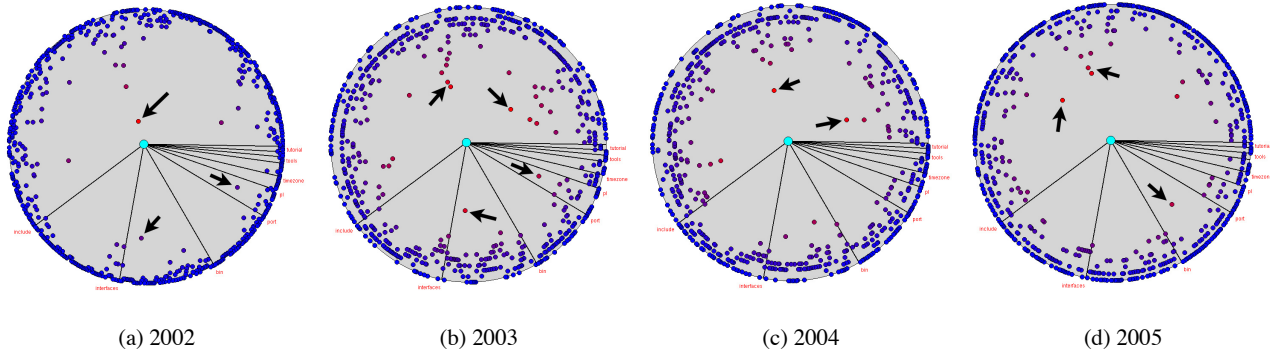 tutorial
tools
timezone
pl
port
bin
interfaces
include
(a) 2002
tutorial
tools
timezone
pl
port
bin
interfaces
include
(b) 2003
tutorial
tools
timezone
pl
port
bin
interfaces
include
(c) 2004
tutorial
tools
timezone
pl
port
bin
interfaces
include
(d) 2005